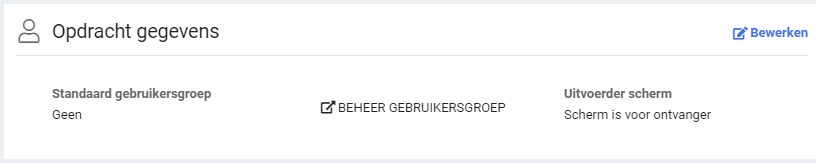 Opdracht gegevens
Bewerken
Standaard gebruikersgroep
Geen
BEHEER GEBRUIKERSGROEP
Uitvoerder scherm
Scherm is voor ontvanger